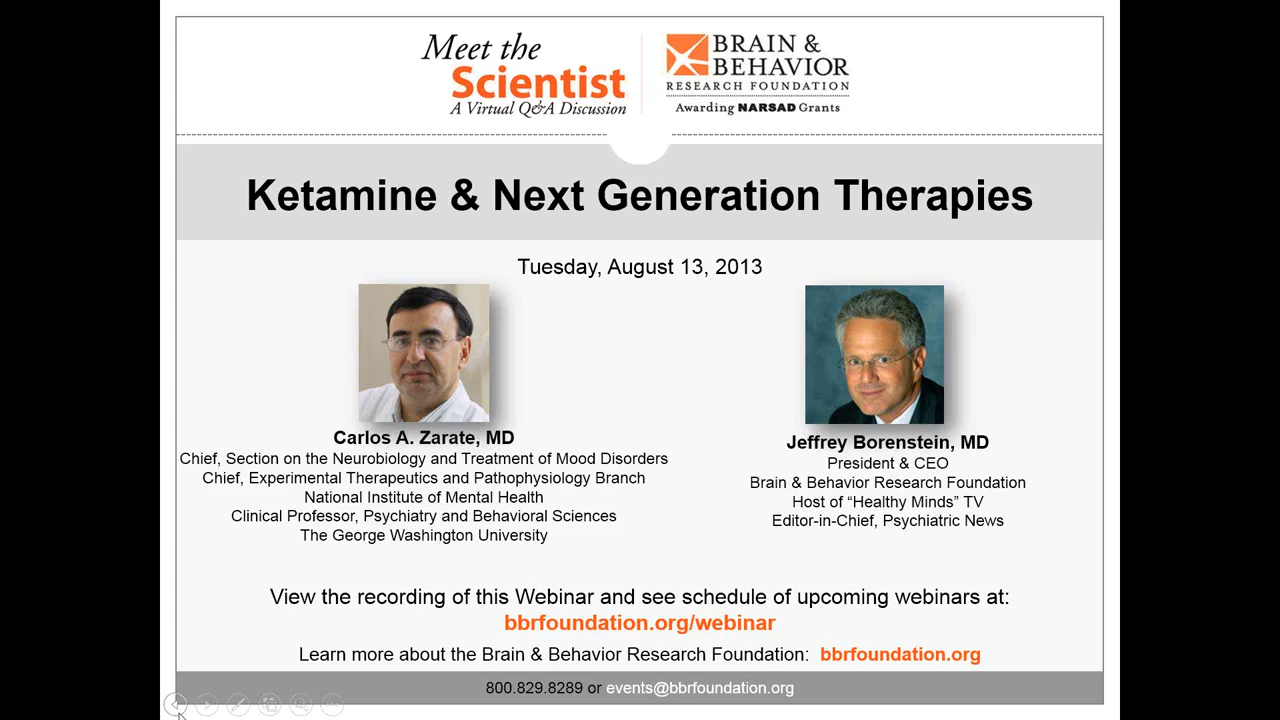 Meet the
Scientist
A Virtual Q&A Discussion
BRAIN &
BEHAVIOR
RESEARCH FOUNDATION
Awarding NARSAD Grants
Ketamine & Next Generation Therapies
Tuesday, August 13, 2013
Carlos A. Zarate, MD
Chief, Section on the Neurobiology and Treatment of Mood Disorders
Chief, Experimental Therapeutics and Pathophysiology Branch
National Institute of Mental Health
Clinical Professor, Psychiatry and Behavioral Sciences
The George Washington University
Jeffrey Borenstein, MD
President & CEO
Brain & Behavior Research Foundation
Host of “Healthy Minds” TV
Editor-in-Chief, Psychiatric News
View the recording of this Webinar and see schedule of upcoming webinars at:
bbrfoundation.org/webinar
Learn more about the Brain & Behavior Research Foundation: bbrfoundation.org
800.829.8289 or events@bbrfoundation.org